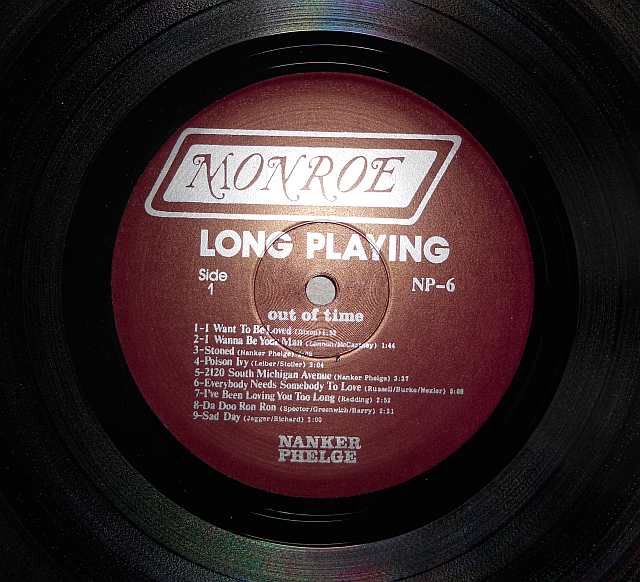 MONROE
LONG PLAYING
Side
1
NP-6
out of time
1-I Want To Be Loved (Dixon) 1:52
2-I Wanna Be Your Man (Lennon/McCartney) 1:44
3-Stoned (Nanker Phelge)
4-Poison Ivy (Leiber/Stoller) 2:04
5-2120 South Michigan Avenue (Nanker Phelge) 3:37
6-Everybody Needs Somebody To Love (Russell/Burke/Wexler) 5:08
7-I've Been Loving You Too Long (Redding) 2:52
8-Da Doo Ron Ron (Spector/Greenwich/Barry) 2:21
9-Sad Day (Jagger/Richard) 3:00
NANKER
PHELGE